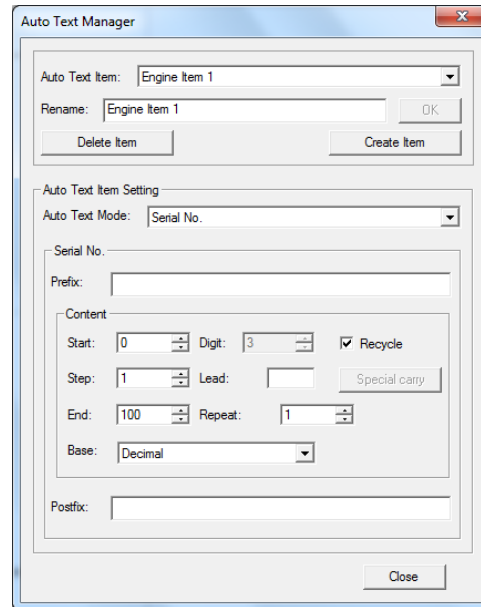 Auto Text Manager
Auto Text Item: Engine Item 1
Rename: Engine Item 1 OK
Delete Item Create Item
Auto Text Item Setting
Auto Text Mode: Serial No.
Serial No.
Prefix:
Content
Start: 0 Digit: 3 Recycle
Step: 1 Lead: Special carry
End: 100 Repeat: 1
Base: Decimal
Postfix:
Close